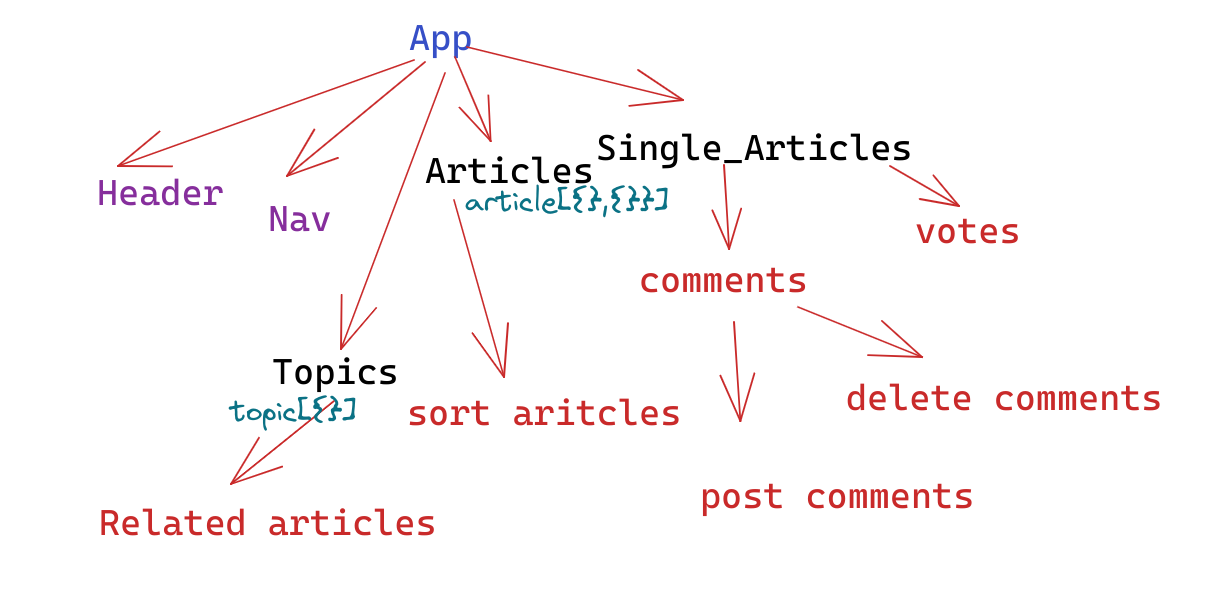 App
Single_Articles
Articles
article[{},{}}]
Header
Nav
votes
comments
Topics
topic[{}]
sort aritcles
delete comments
post comments
Related articles